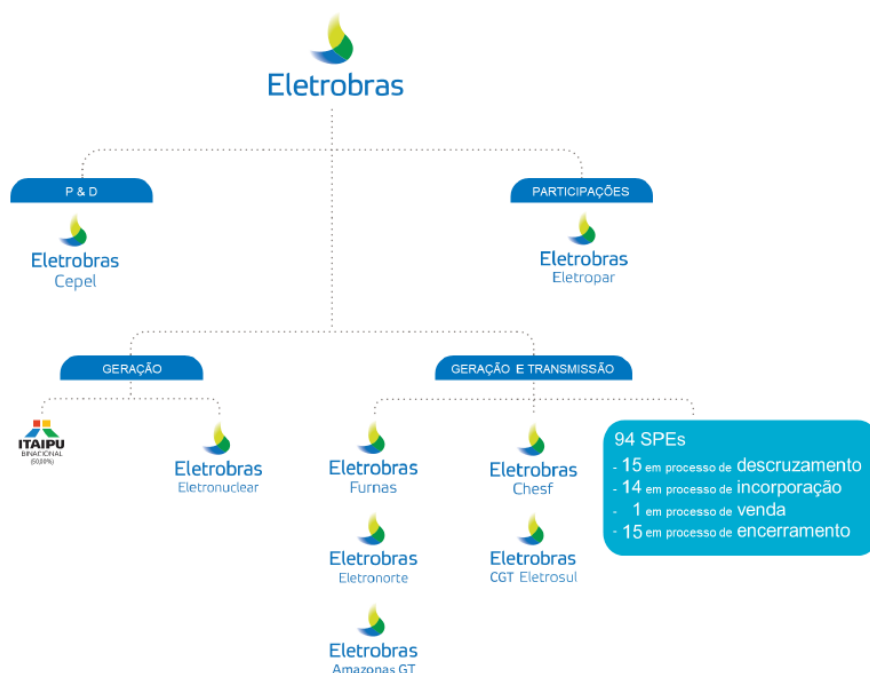 Eletrobras
P & D
PARTICIPAÇÕES
Eletrobras
Cepel
Eletrobras
Eletropar
GERAÇÃO
GERAÇÃO E TRANSMISSÃO
ITAIPU
BINACIONAL
(50,00%)
Eletrobras
Eletronuclear
Eletrobras
Furnas
Eletrobras
Chesf
94 SPEs
- 15 em processo de descruzamento
- 14 em processo de incorporação
- 1 em processo de venda
- 15 em processo de encerramento
Eletrobras
Eletronorte
Eletrobras
CGT Eletrosul
Eletrobras
Amazonas GT